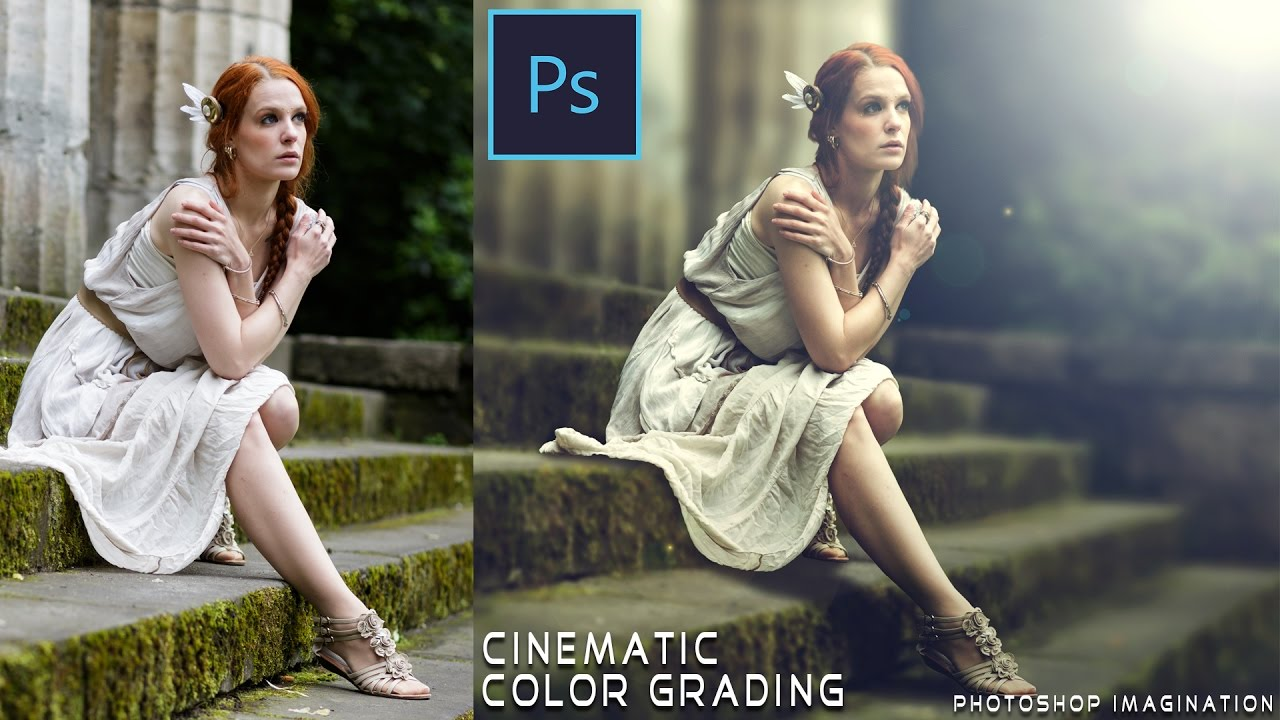 Ps
CINEMATIC
COLOR GRADING
PHOTOSHOP IMAGINATION